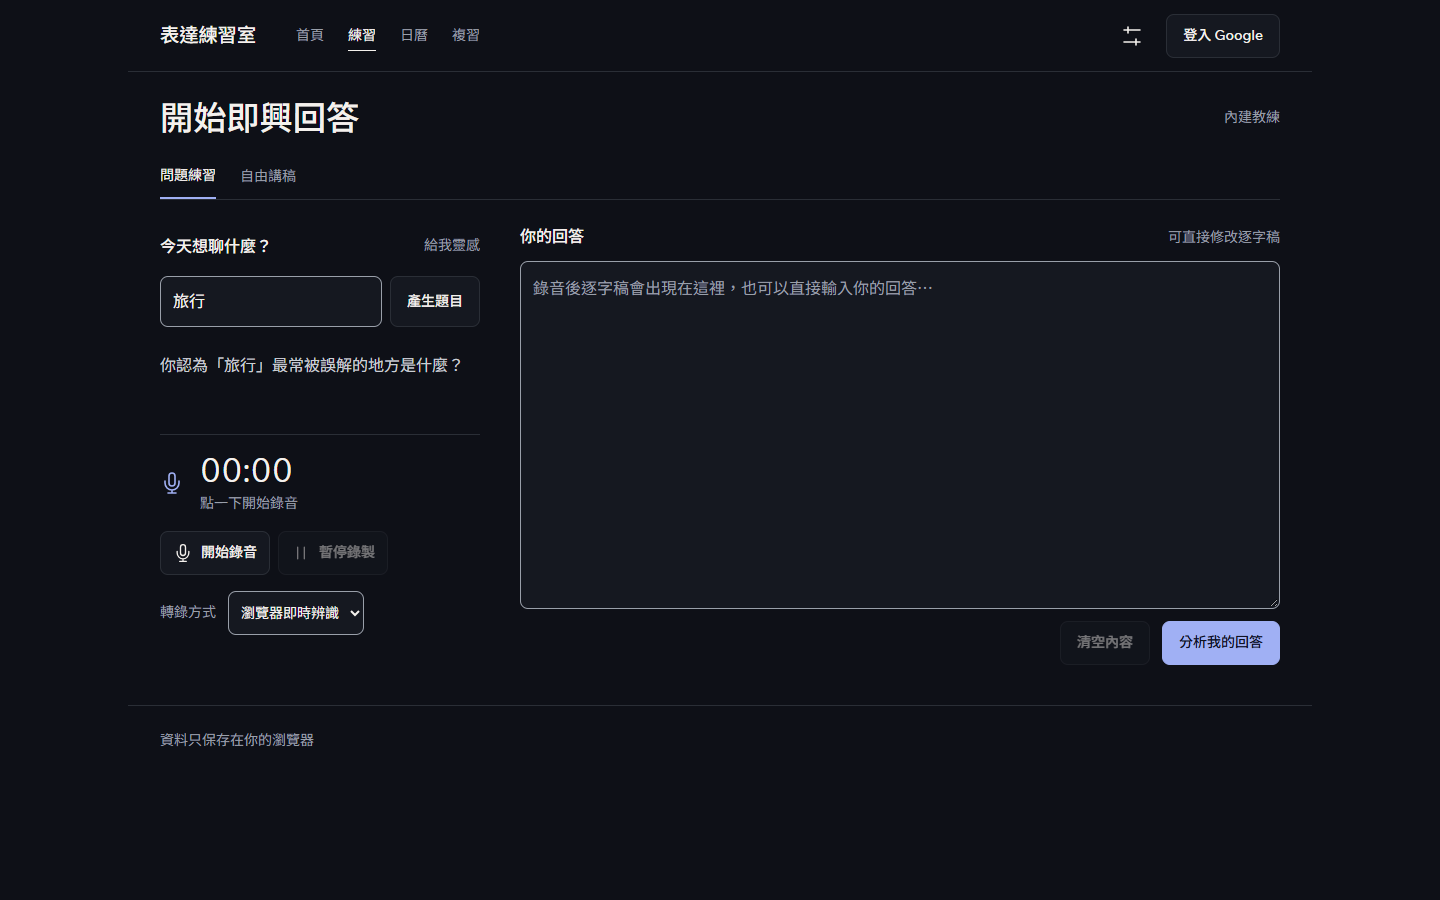 表達練習室 首頁 練習 日曆 複習 登入 Google
開始即興回答 內建教練
問題練習 自由講稿
今天想聊什麼？ 給我靈感
旅行 產生題目
你認為「旅行」最常被誤解的地方是什麼？
00:00
點一下開始錄音
開始錄音 暫停錄製
轉錄方式 瀏覽器即時辨識
你的回答 可直接修改逐字稿
錄音後逐字稿會出現在這裡，也可以直接輸入你的回答…
清空內容 分析我的回答
資料只保存在你的瀏覽器